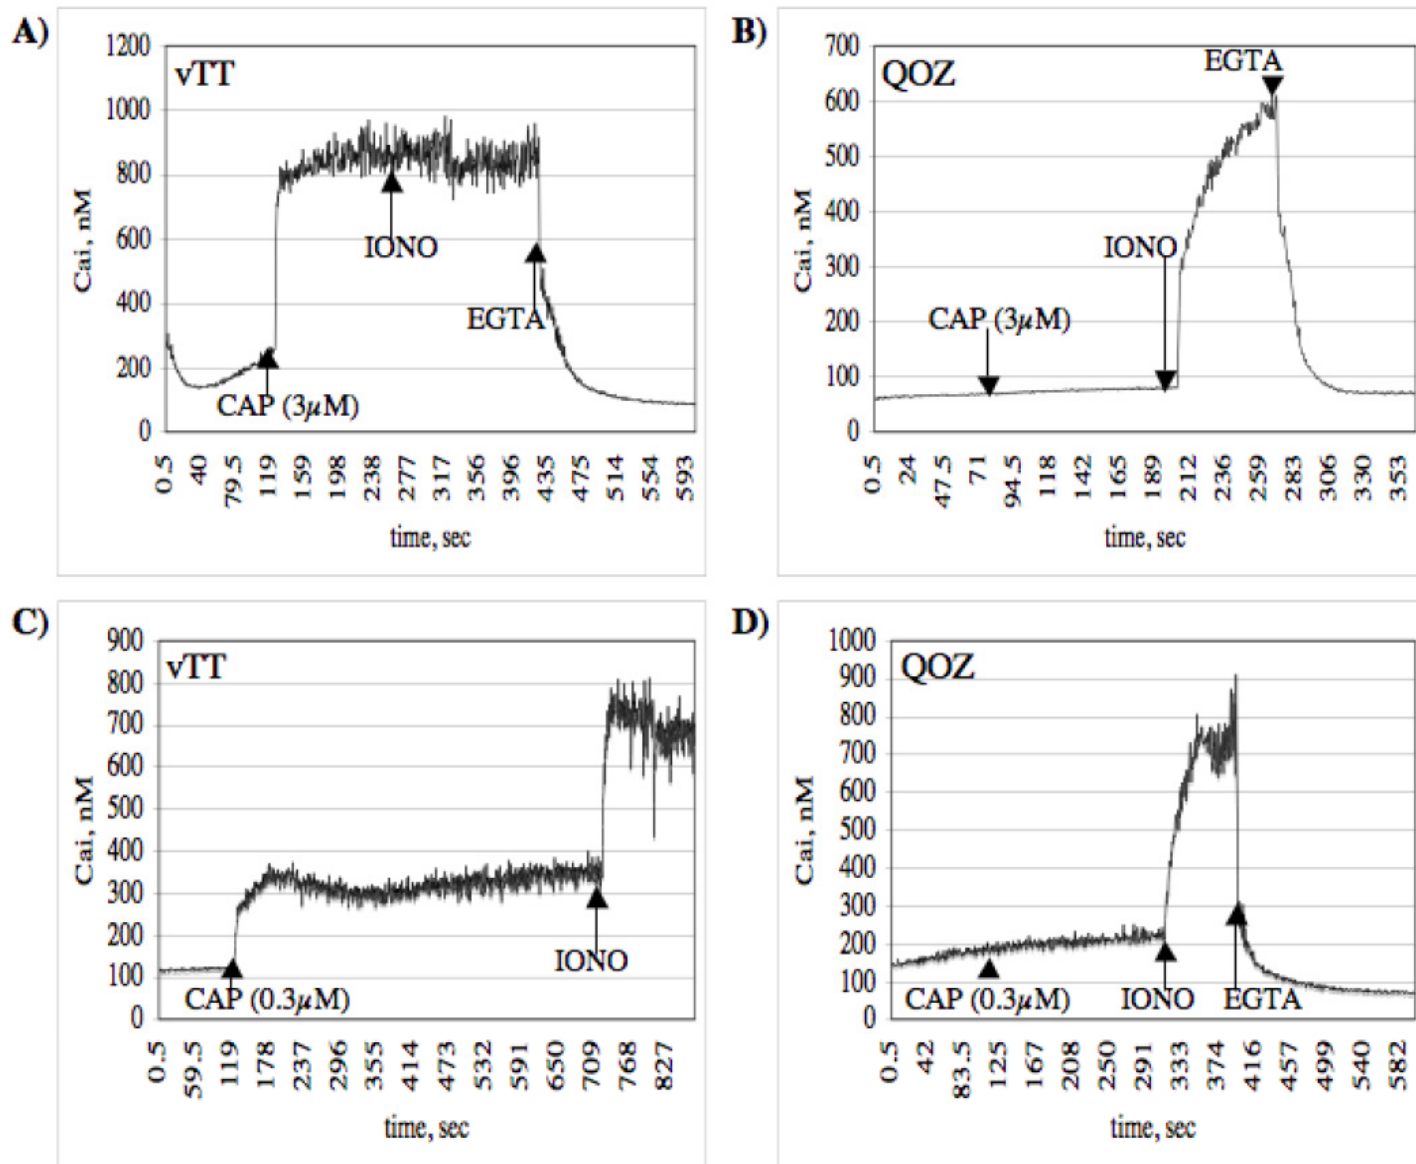 A)
1200
1000
800
600
400
200
0
Cai, nM
vTT
IONO
EGTA
CAP (3μM)
0.5 40 79.5 119 159 198 238 277 317 356 396 435 475 514 554 593
time, sec
B)
700
600
500
400
300
200
100
0
Cai, nM
QOZ
EGTA
IONO
CAP (3μM)
0.5 24 47.5 71 94.5 118 142 165 189 212 236 259 283 306 330 353
time, sec
C)
900
800
700
600
500
400
300
200
100
0
Cai, nM
vTT
IONO
CAP (0.3μM)
0.5 59.5 119 178 237 296 355 414 473 532 591 650 709 768 827
time, sec
D)
1000
900
800
700
600
500
400
300
200
100
0
Cai, nM
QOZ
CAP (0.3μM) IONO EGTA
0.5 42 83.5 125 167 208 250 291 333 374 416 457 499 540 582
time, sec